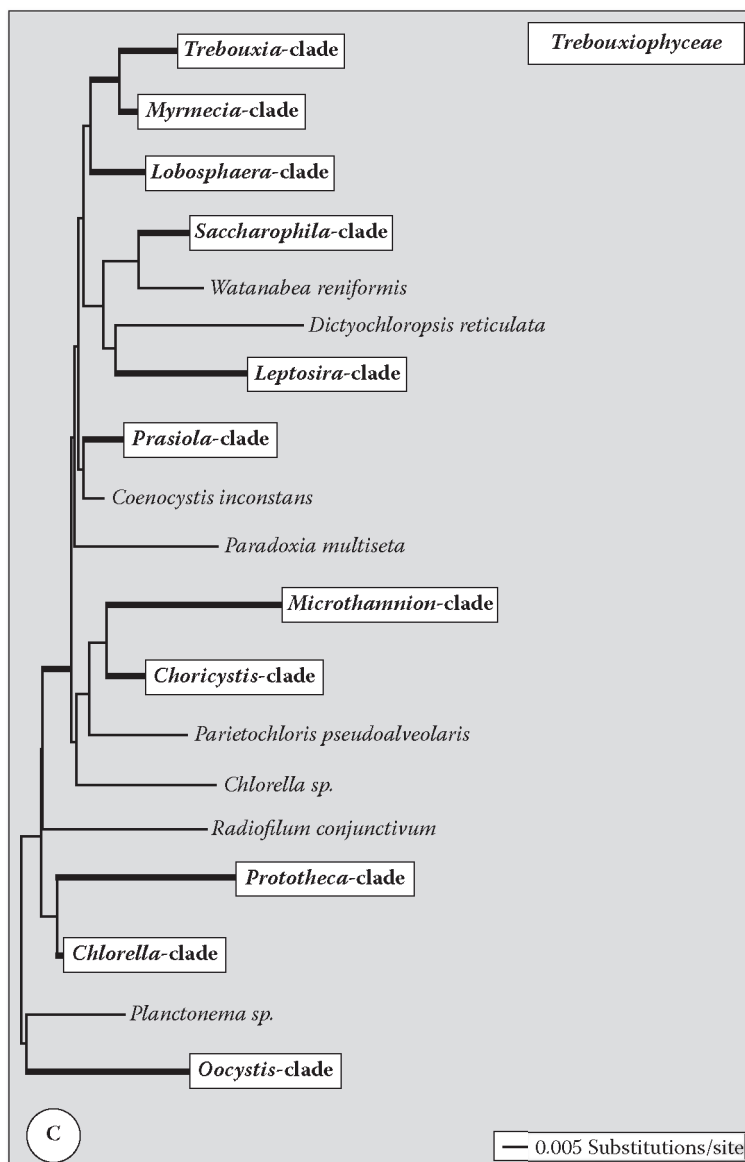 Trebouxia-clade
Trebouxiophyceae
Myrmecia-clade
Lobosphaera-clade
Saccharophila-clade
Watanabea reniformis
Dictyochloropsis reticulata
Leptosira-clade
Prasiola-clade
Coenocystis inconstans
Paradoxia multiseta
Microthamnion-clade
Choricystis-clade
Parietochloris pseudoalveolaris
Chlorella sp.
Radiofilum conjunctivum
Prototheca-clade
Chlorella-clade
Planctonema sp.
Oocystis-clade
C
0.005 Substitutions/site